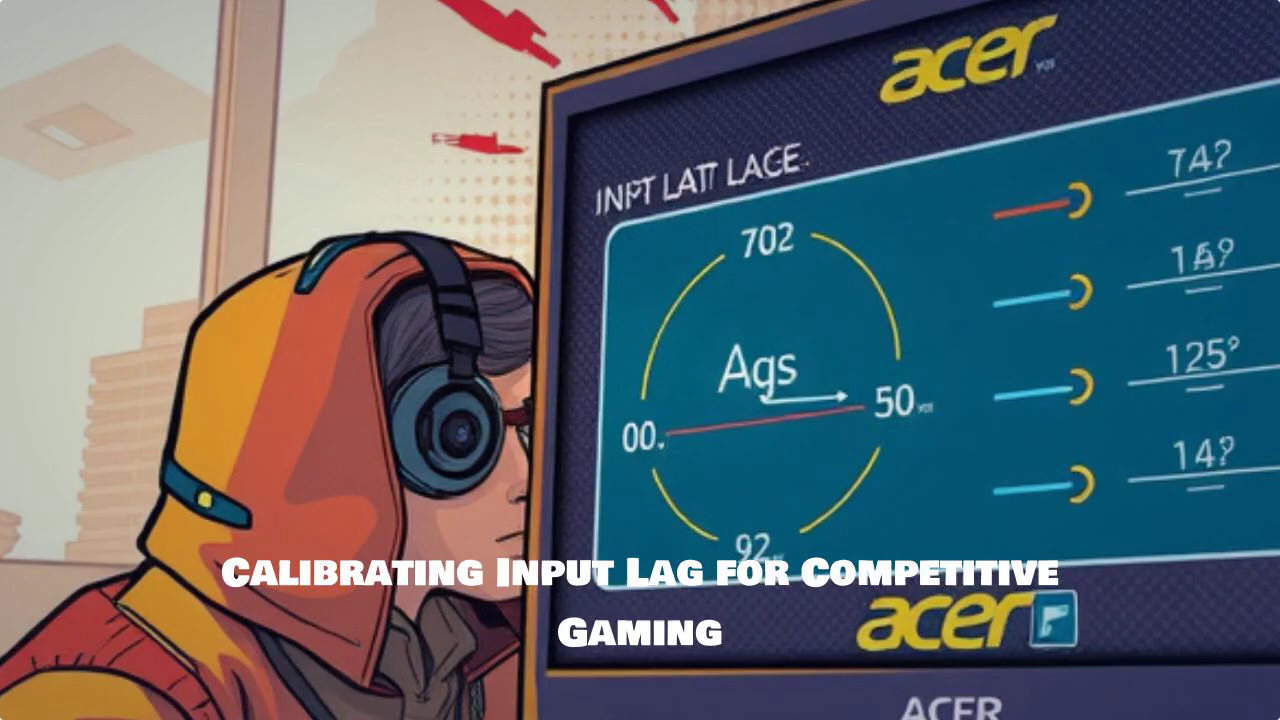 acer
INPT LATT LACE.
702
Ags
00.
50
92
74?
125°
14?
Calibrating Input Lag for Competitive
Gaming
acer
ACER